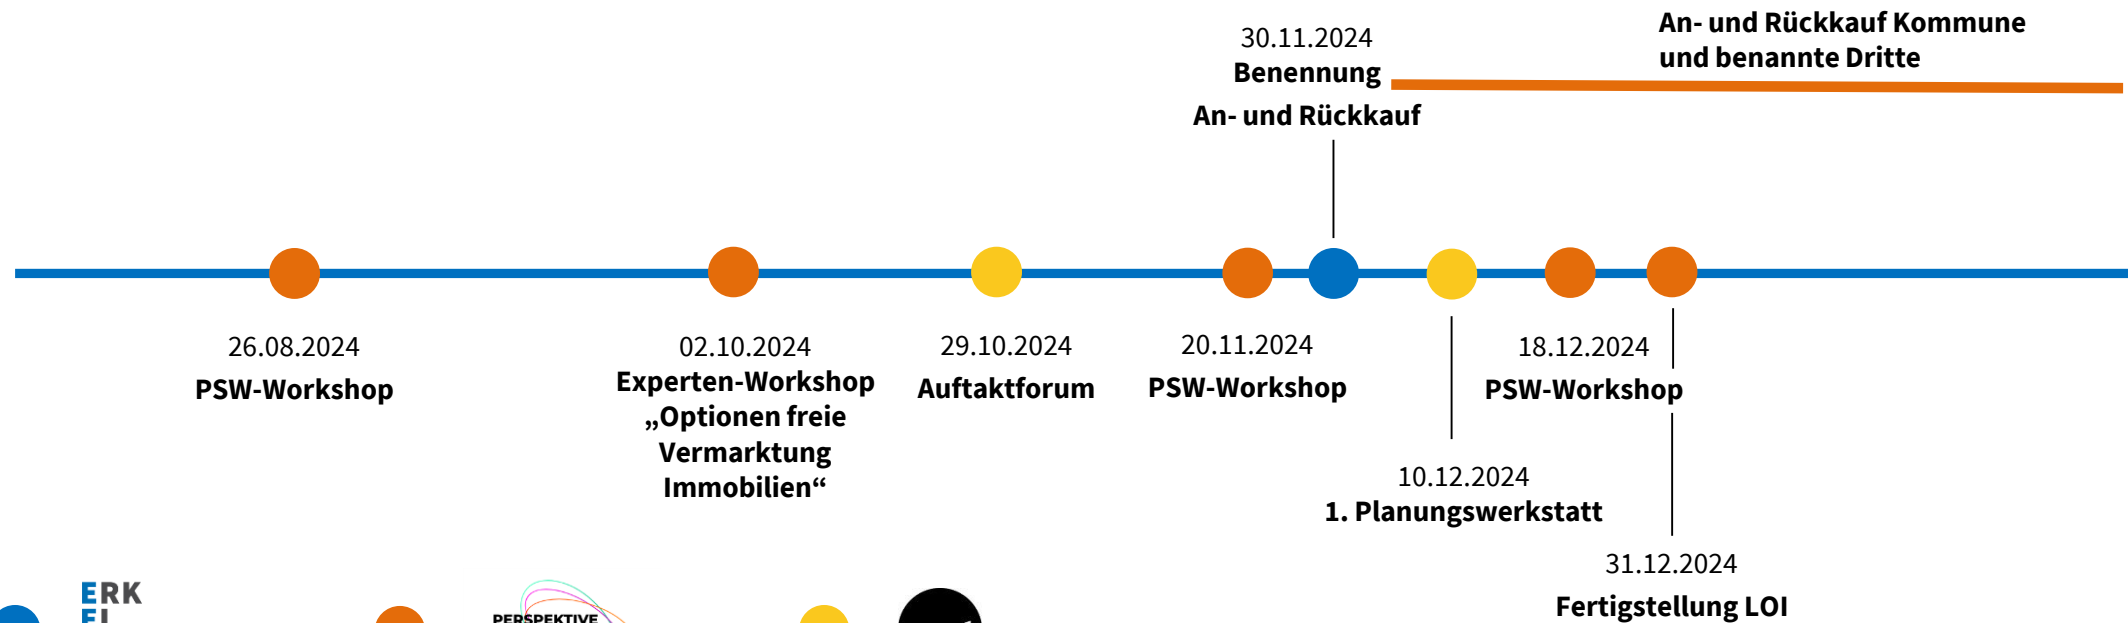 An- und Rückkauf Kommune
und benannte Dritte
30.11.2024
Benennung
An- und Rückkauf
26.08.2024
PSW-Workshop
02.10.2024
Experten-Workshop
„Optionen freie
Vermarktung
Immobilien“
29.10.2024
Auftaktforum
20.11.2024
PSW-Workshop
18.12.2024
PSW-Workshop
10.12.2024
1. Planungswerkstatt
31.12.2024
Fertigstellung LOI
ERK
PERSPEKTIVE